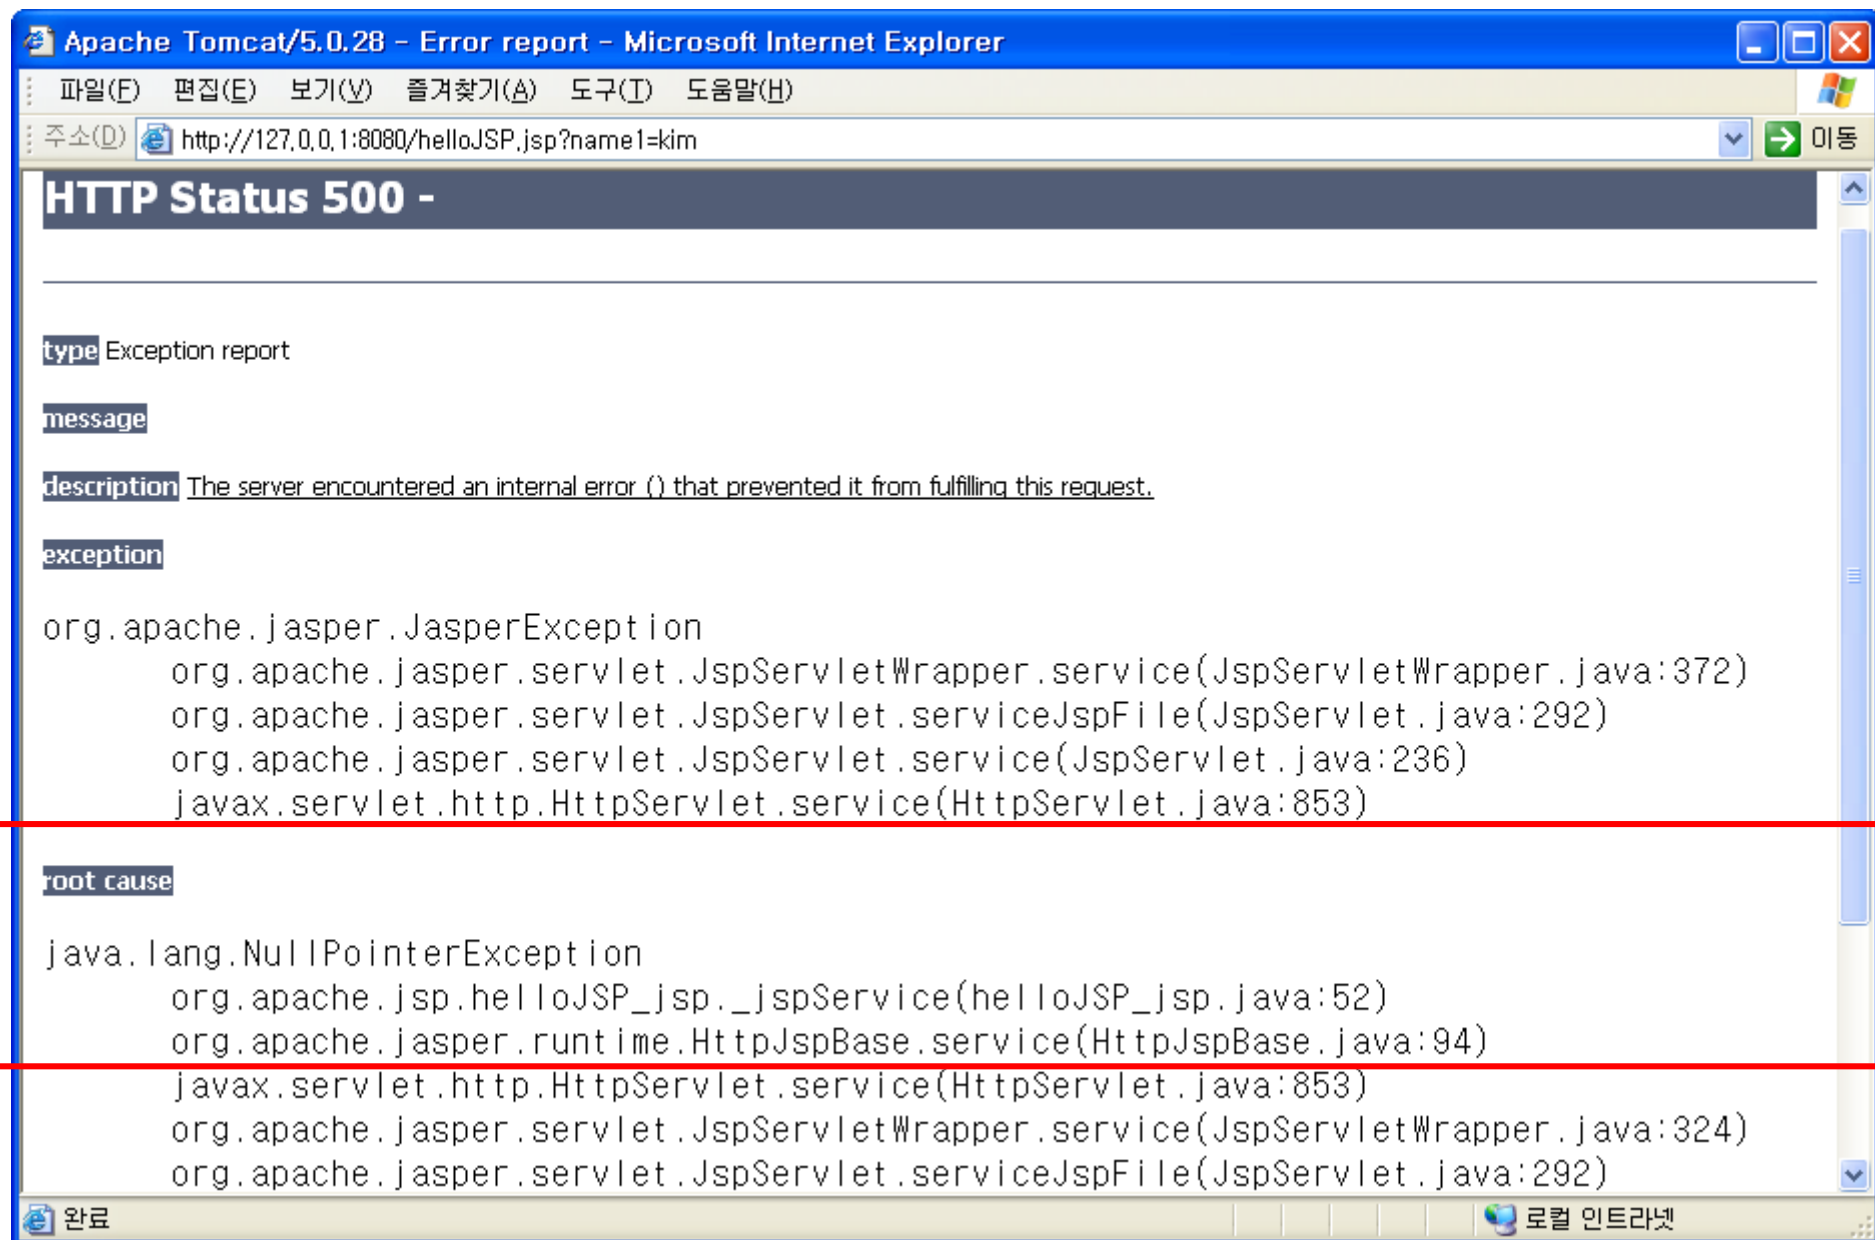 Apache Tomcat/5.0.28 - Error report - Microsoft Internet Explorer
파일(F) 편집(E) 보기(V) 즐겨찾기(A) 도구(T) 도움말(H)
주소(D) http://127.0.0.1:8080/helloJSP.jsp?name1=kim 이동
HTTP Status 500 -
type Exception report
message
description The server encountered an internal error () that prevented it from fulfilling this request.
exception
org.apache.jasper.JasperException
org.apache.jasper.servlet.JspServletWrapper.service(JspServletWrapper.java:372)
org.apache.jasper.servlet.JspServlet.serviceJspFile(JspServlet.java:292)
org.apache.jasper.servlet.JspServlet.service(JspServlet.java:236)
javax.servlet.http.HttpServlet.service(HttpServlet.java:853)
root cause
java.lang.NullPointerException
org.apache.jsp.helloJSP_jsp._jspService(helloJSP_jsp.java:52)
org.apache.jasper.runtime.HttpJspBase.service(HttpJspBase.java:94)
javax.servlet.http.HttpServlet.service(HttpServlet.java:853)
org.apache.jasper.servlet.JspServletWrapper.service(JspServletWrapper.java:324)
org.apache.jasper.servlet.JspServlet.serviceJspFile(JspServlet.java:292)
완료 로컬 인트라넷